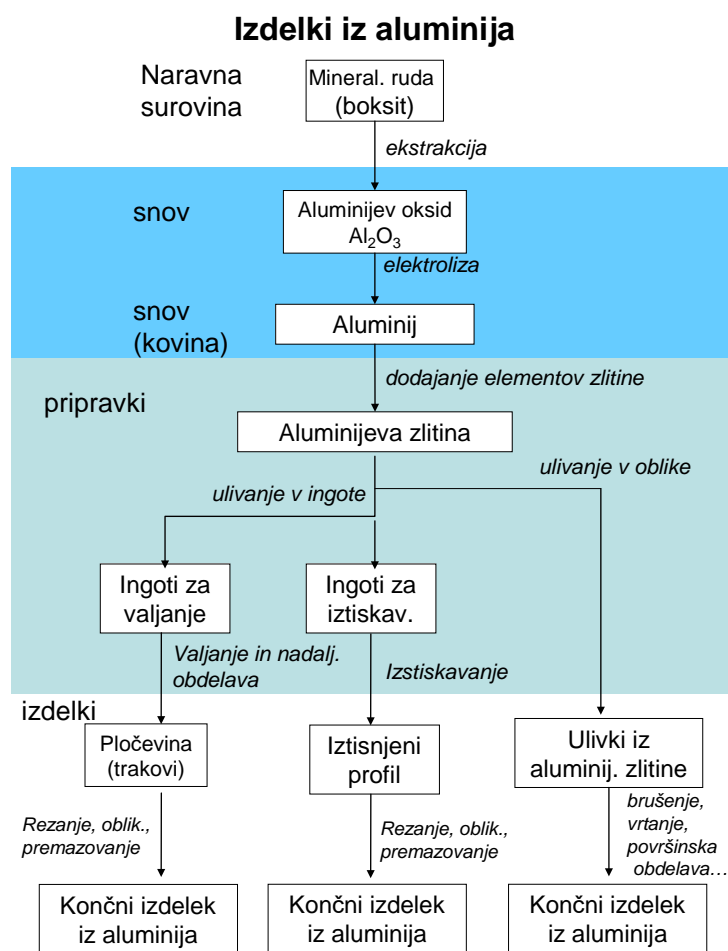 Izdelki iz aluminija
Naravna
surovina
Mineral. ruda
(boksit)
ekstrakcija
snov
Aluminijev oksid
Al₂O₃
elektroliza
snov
(kovina)
Aluminij
dodajanje elementov zlitine
pripravki
Aluminijeva zlitina
ulivanje v ingote
ulivanje v oblike
Ingoti za
valjanje
Ingoti za
iztiskav.
Valjanje in nadalj.
obdelava
Izstiskavanje
izdelki
Pločevina
(trakovi)
Iztisnjeni
profil
Ulivki iz
aluminij. zlitine
Rezanje, oblik.,
premazovanje
Rezanje, oblik.,
premazovanje
brušenje,
vrtanje,
površinska
obdelava…
Končni izdelek
iz aluminija
Končni izdelek
iz aluminija
Končni izdelek
iz aluminija